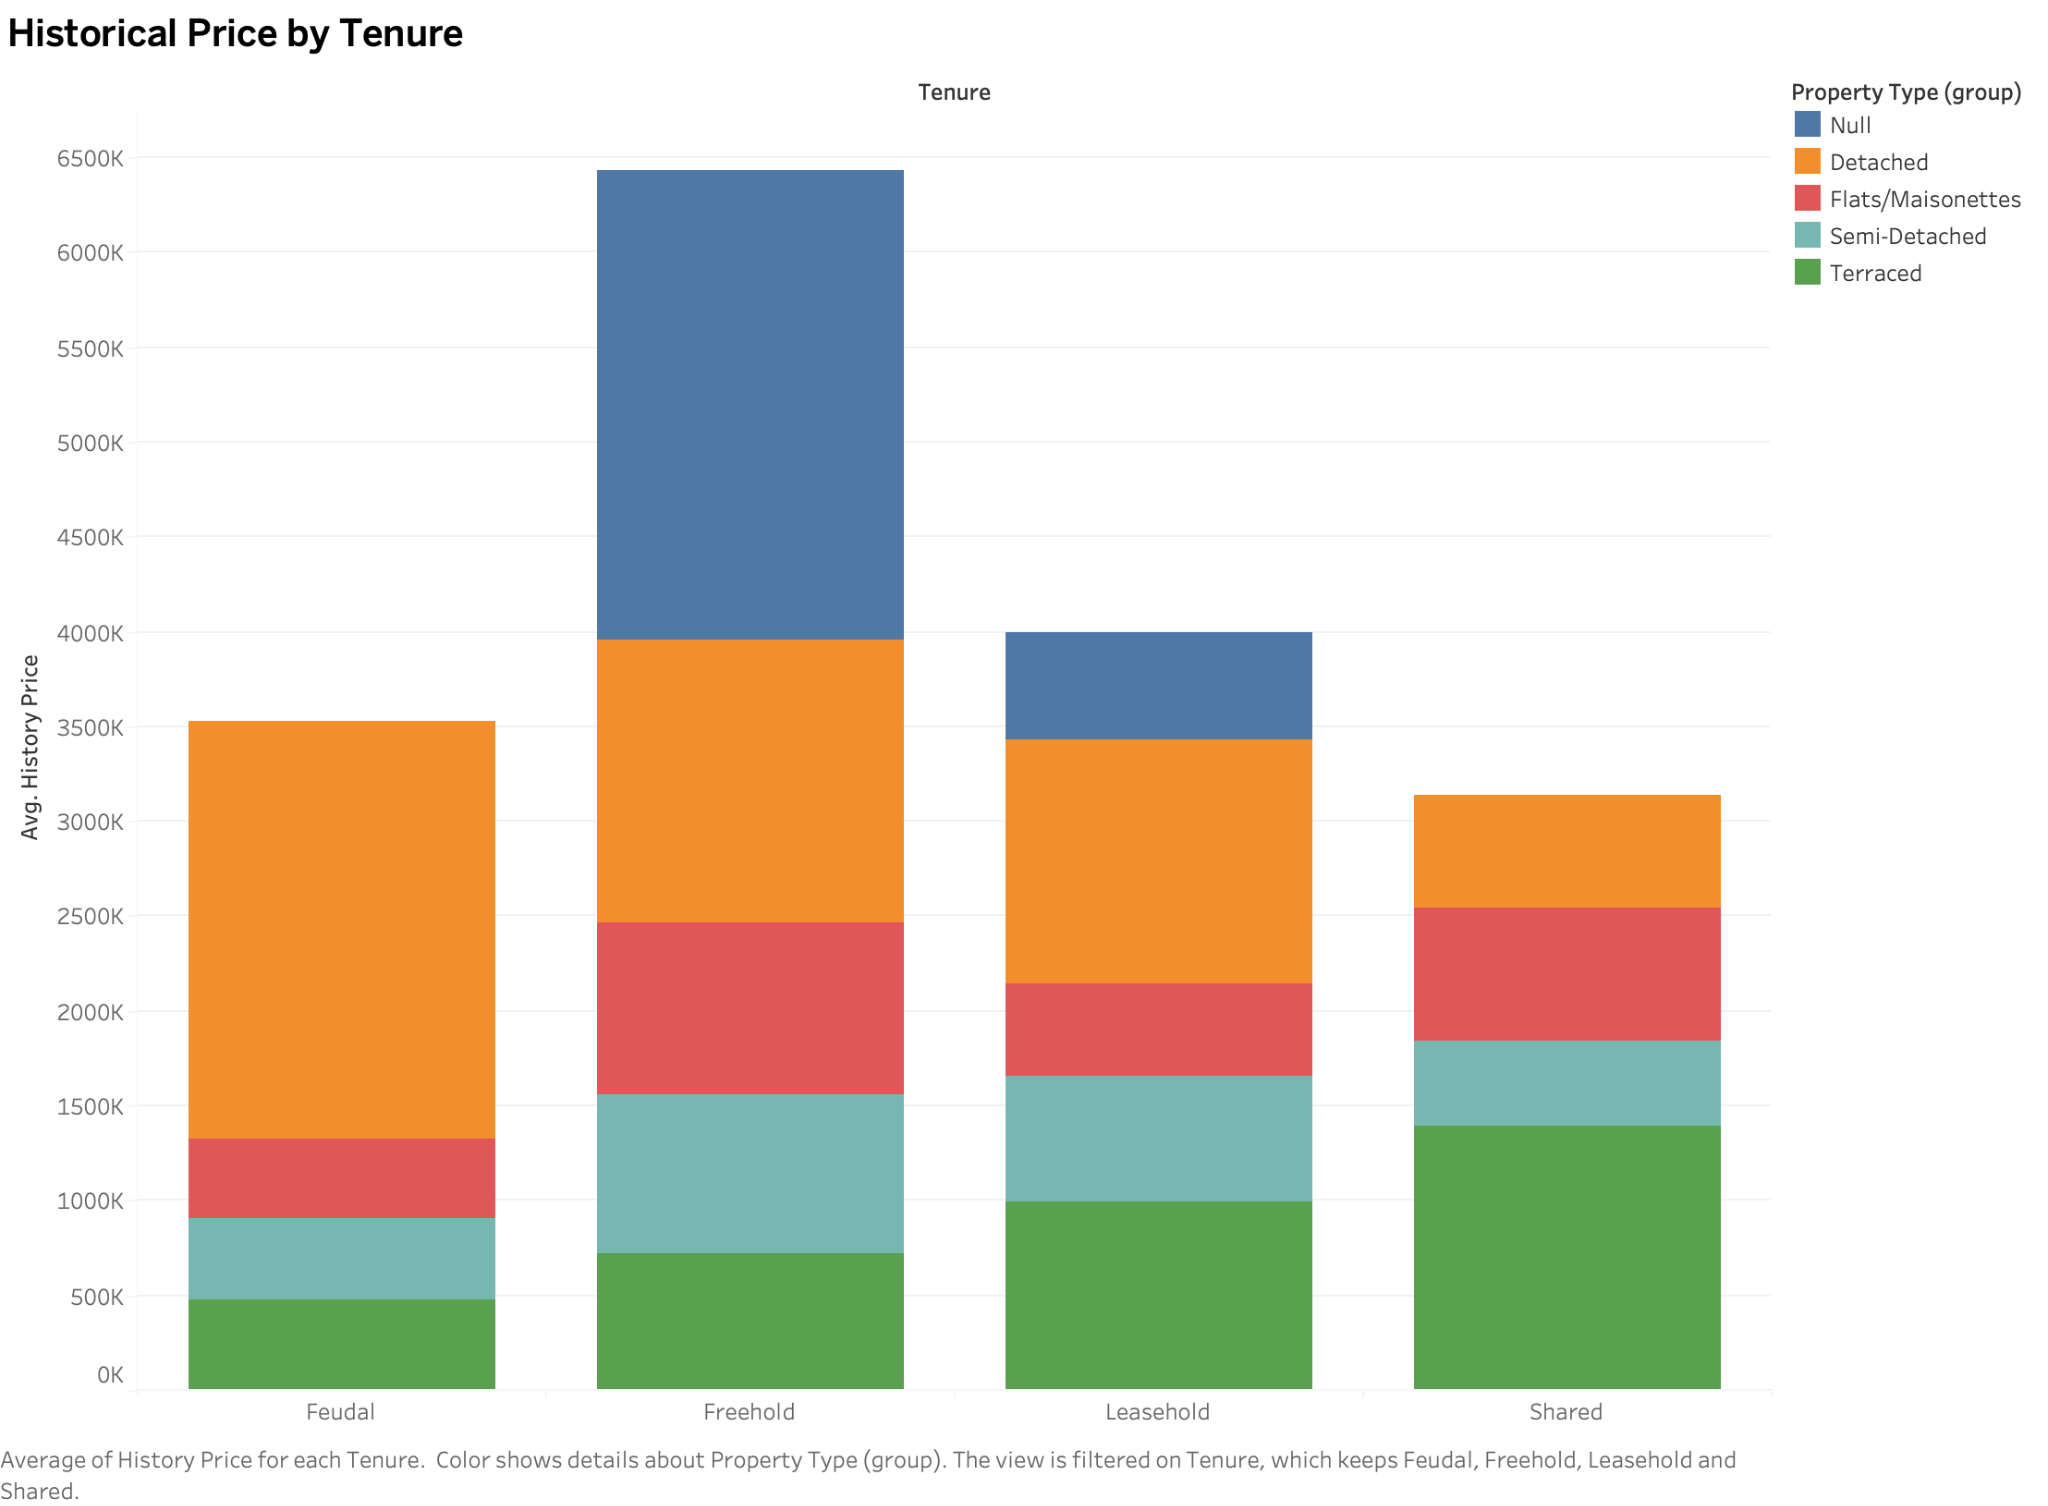 Historical Price by Tenure
Tenure
Property Type (group)
Null
Detached
Flats/Maisonettes
Semi-Detached
Terraced
6500K
6000K
5500K
5000K
4500K
4000K
3500K
3000K
2500K
2000K
1500K
1000K
500K
0K
Avg. History Price
Feudal
Freehold
Leasehold
Shared
Average of History Price for each Tenure.  Color shows details about Property Type (group). The view is filtered on Tenure, which keeps Feudal, Freehold, Leasehold and
Shared.